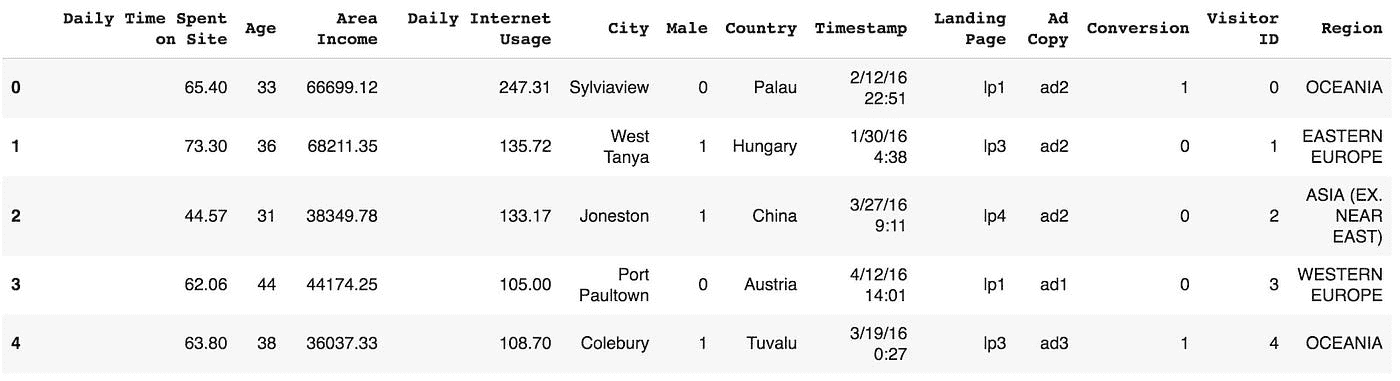 Daily Time Spent on Site Age Area Income Daily Internet Usage City Male Country Timestamp Landing Page Ad Copy Conversion Visitor ID Region
0 65.40 33 66699.12 247.31 Sylviaview 0 Palau 2/12/16 22:51 lp1 ad2 1 0 OCEANIA
1 73.30 36 68211.35 135.72 West Tanya 1 Hungary 1/30/16 4:38 lp3 ad2 0 1 EASTERN EUROPE
2 44.57 31 38349.78 133.17 Joneston 1 China 3/27/16 9:11 lp4 ad2 0 2 ASIA (EX. NEAR EAST)
3 62.06 44 44174.25 105.00 Port Paultown 0 Austria 4/12/16 14:01 lp1 ad1 0 3 WESTERN EUROPE
4 63.80 38 36037.33 108.70 Colebury 1 Tuvalu 3/19/16 0:27 lp3 ad3 1 4 OCEANIA